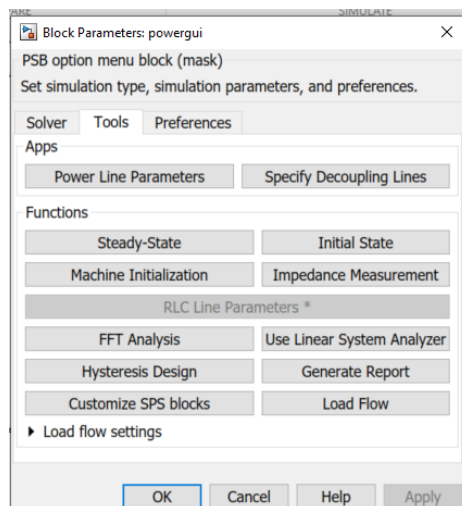 SIMULATE
Block Parameters: powergui
PSB option menu block (mask)
Set simulation type, simulation parameters, and preferences.
Solver Tools Preferences
Apps
Power Line Parameters Specify Decoupling Lines
Functions
Steady-State Initial State
Machine Initialization Impedance Measurement
RLC Line Parameters *
FFT Analysis Use Linear System Analyzer
Hysteresis Design Generate Report
Customize SPS blocks Load Flow
Load flow settings
OK Cancel Help Apply